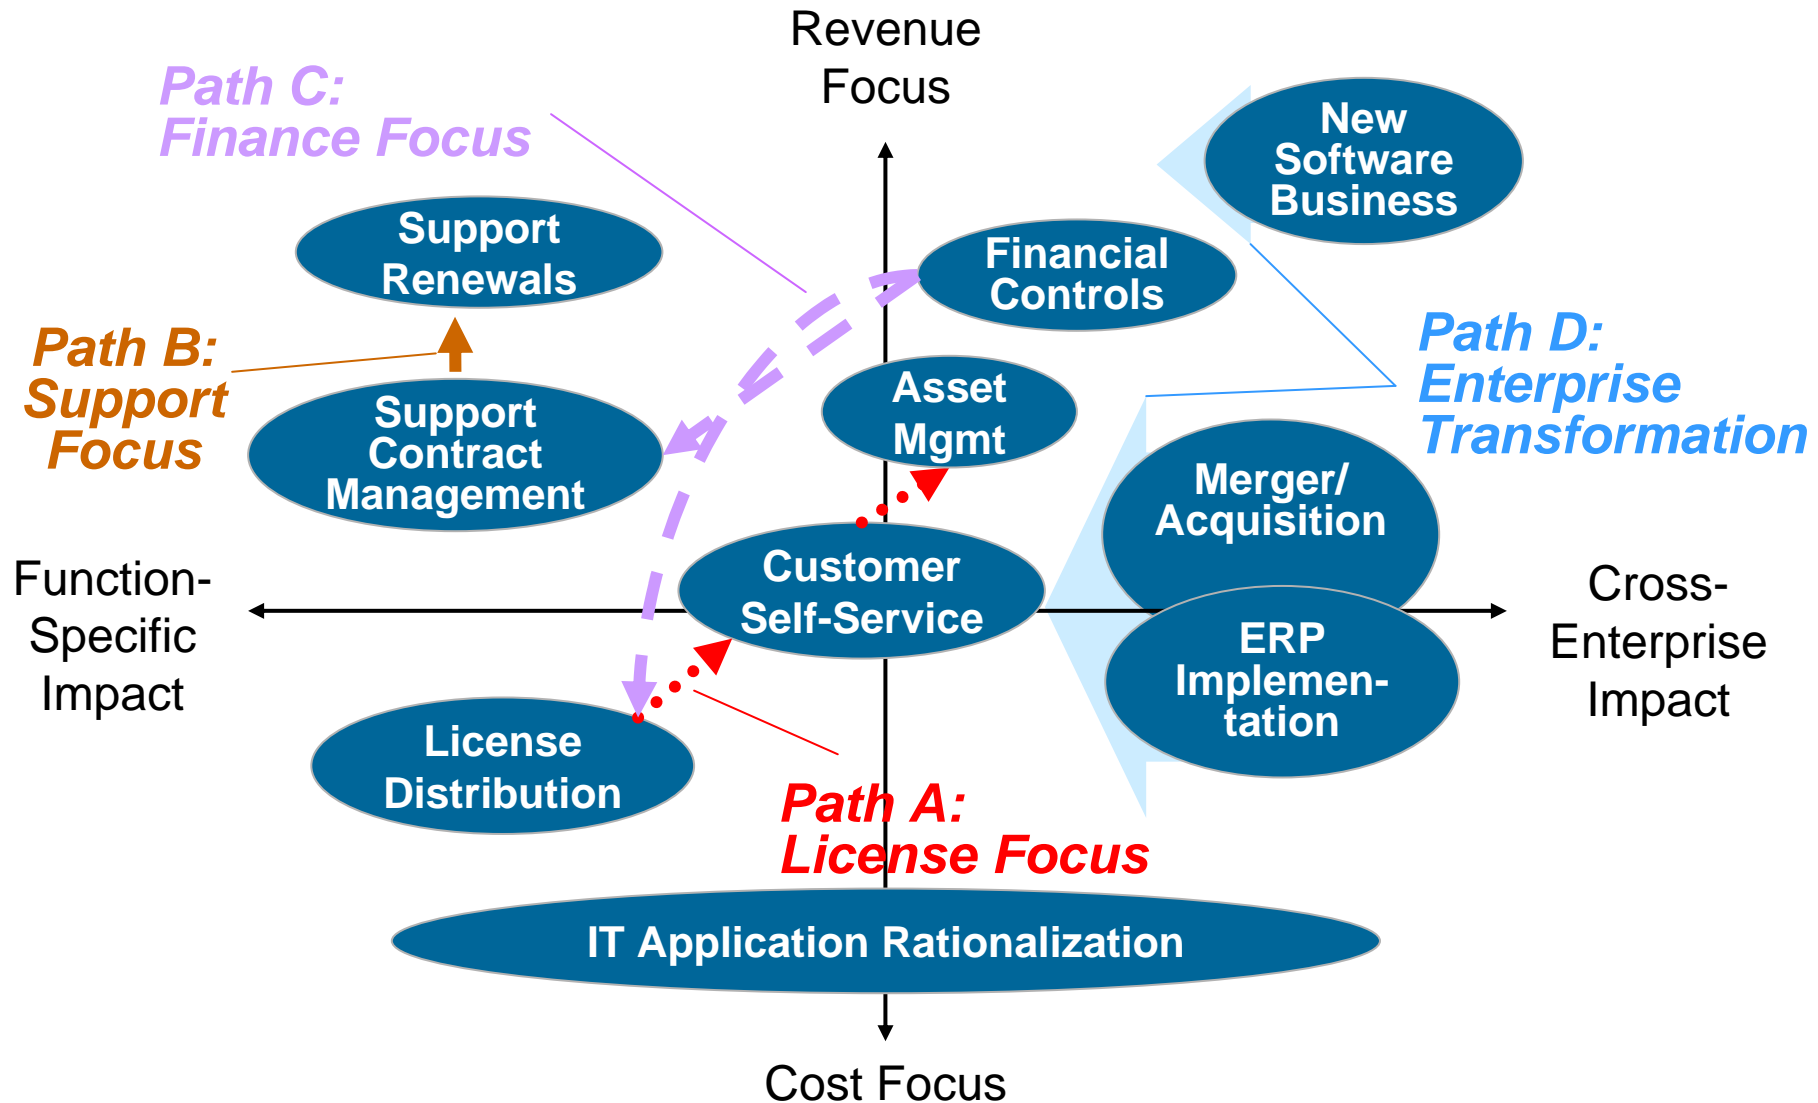 Revenue
Focus
Path C:
Finance Focus
New
Software
Business
Support
Renewals
Financial
Controls
Path B:
Support
Focus
Path D:
Enterprise
Transformation
Asset
Mgmt
Support
Contract
Management
Merger/
Acquisition
Function-
Specific
Impact
Customer
Self-Service
Cross-
Enterprise
Impact
ERP
Implemen-
tation
License
Distribution
Path A:
License Focus
IT Application Rationalization
Cost Focus